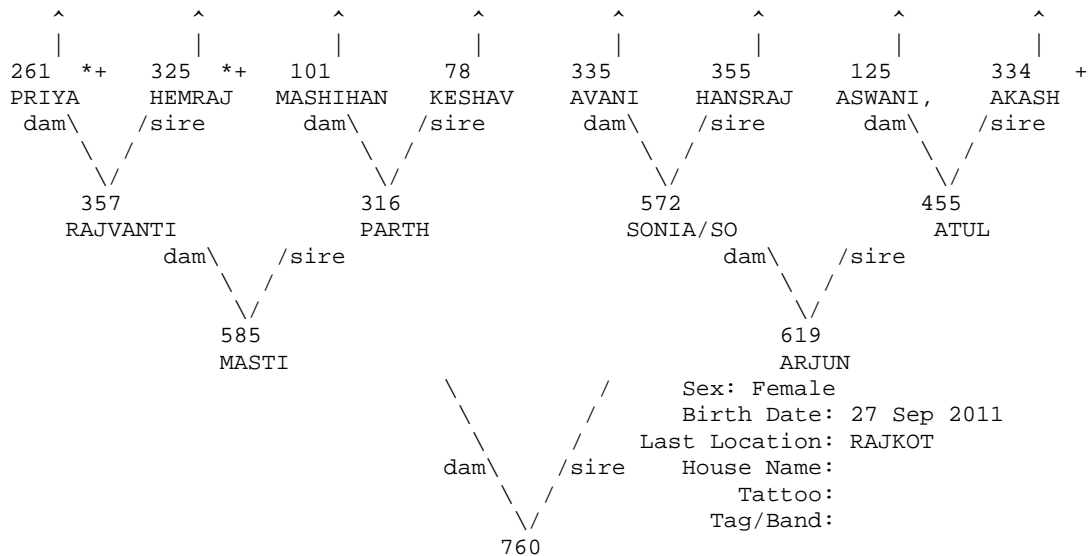 ^ ^ ^ ^ ^ ^ ^ ^
| | | | | | | |
261 *+ 325 *+ 101 78 335 355 125 334 +
PRIYA HEMRAJ MASHIHAN KESHAV AVANI HANSRAJ ASWANI, AKASH
dam\ /sire dam\ /sire dam\ /sire dam\ /sire
\ / \ / \ / \ /
\/ \/ \/ \/
357 316 572 455
RAJVANTI PARTH SONIA/SO ATUL
dam\ /sire dam\ /sire
\ / \ /
\/ \/
585 619
MASTI ARJUN
\ / Sex: Female
\ / Birth Date: 27 Sep 2011
\ / Last Location: RAJKOT
dam\ /sire House Name:
\ / Tattoo:
\/ Tag/Band:
760